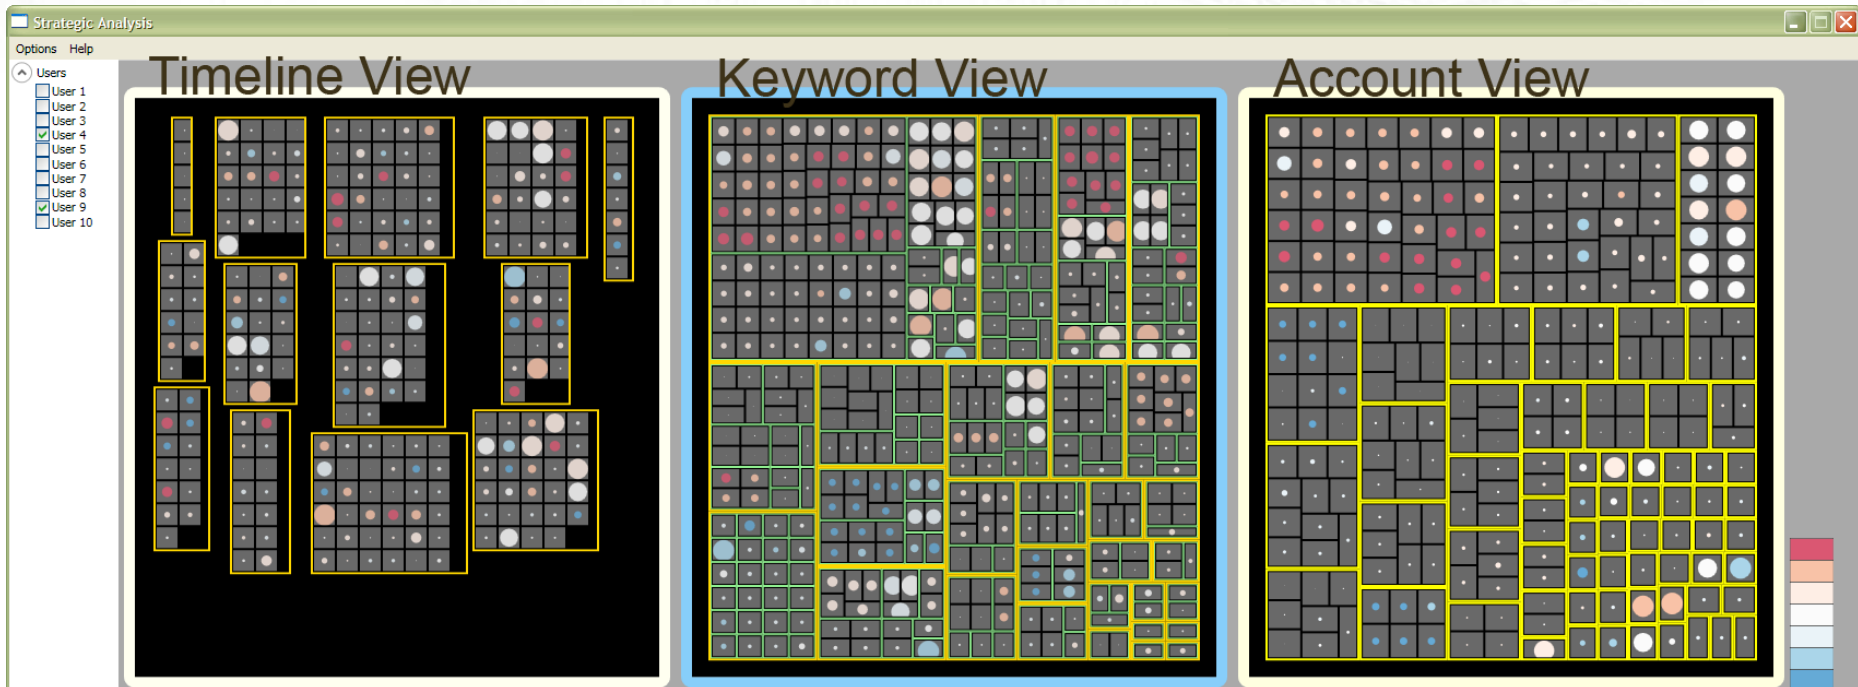 Strategic Analysis
Options Help
Users
User 1
User 2
User 3
User 4
User 5
User 6
User 7
User 8
User 9
User 10
Timeline View
Keyword View
Account View